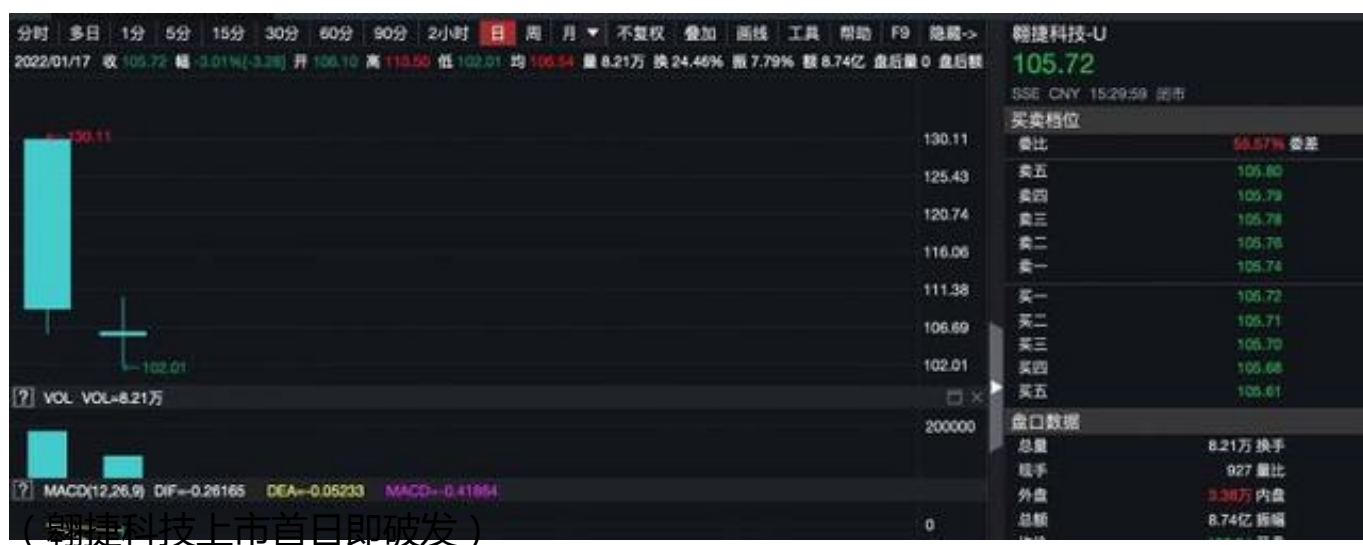 分时 多日 1分 5分 15分 30分 60分 90分 2小时 日 周 月 不复权 叠加 画线 工具 帮助 F9 隐藏->
2022/01/17 收 105.72 幅 -3.01%(-3.28) 开 106.10 高 110.50 低 102.01 均 106.54 量 8.21万 换 24.46% 振 7.79% 额 8.74亿 盘后量 0 盘后额
130.11
130.11
125.43
120.74
116.06
111.38
106.69
102.01
102.01
? VOL VOL=8.21万
200000
? MACD(12,26,9) DIF=-0.26165 DEA=-0.05233 MACD=-0.41864
0
（翱捷科技上市首日即破发）
翱捷科技-U
105.72
SSE CNY 15:29:59 闭市
买卖档位
委比 55.57% 委差
卖五 105.80
卖四 105.79
卖三 105.78
卖二 105.76
卖一 105.74
买一 105.72
买二 105.71
买三 105.70
买四 105.68
买五 105.61
盘口数据
总量 8.21万 换手
现手 927 量比
外盘 3.38万 内盘
总额 8.74亿 振幅